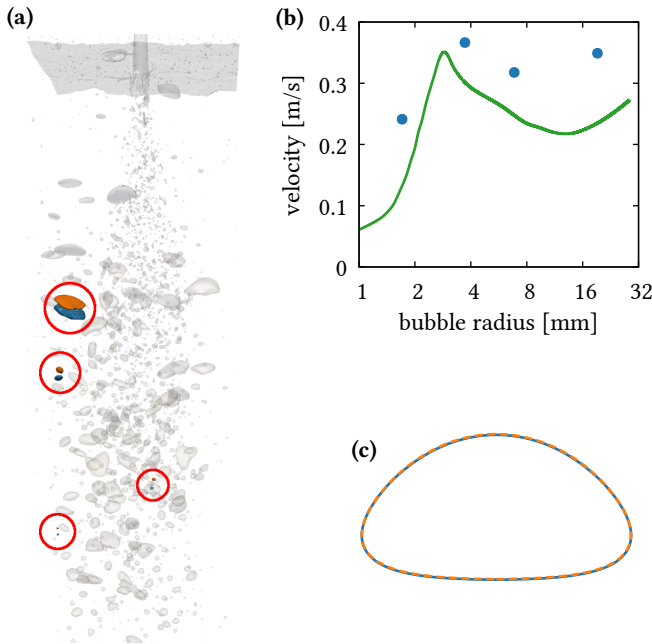 (a)
(b)
0.4
0.3
0.2
0.1
0
velocity [m/s]
1 2 4 8 16 32
bubble radius [mm]
(c)